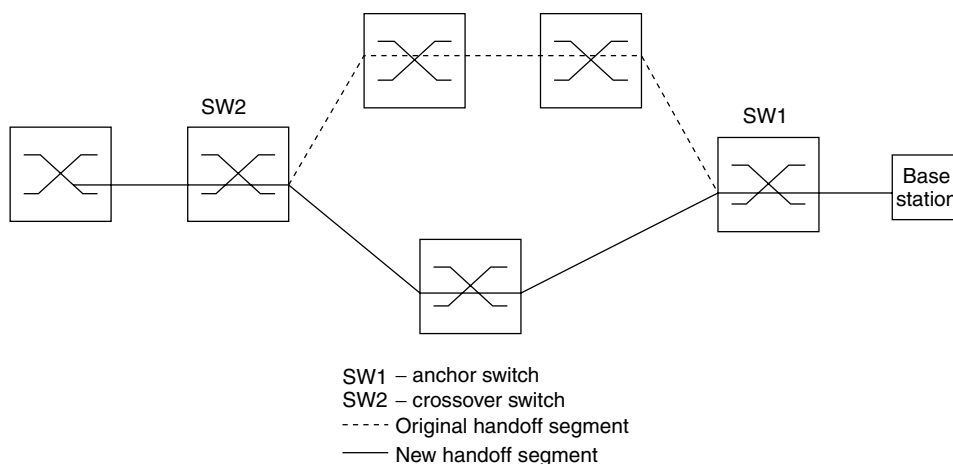 SW2
SW1
Base
station
SW1 – anchor switch
SW2 – crossover switch
Original handoff segment
New handoff segment